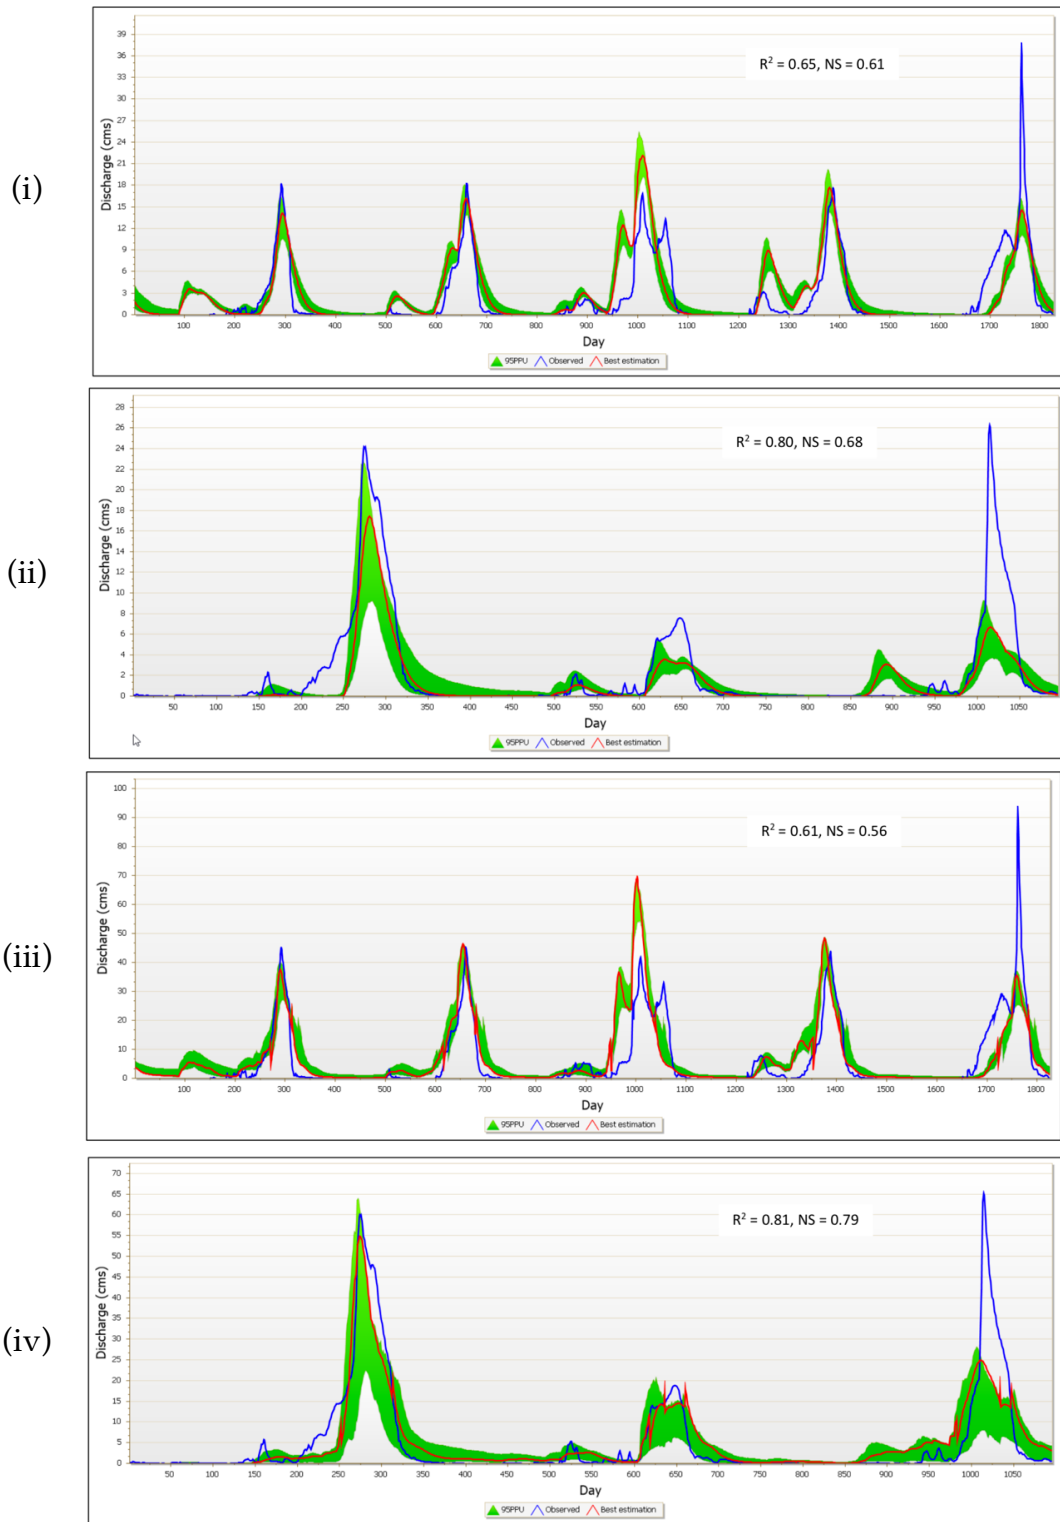 (i)
R² = 0.65, NS = 0.61
Discharge (cms)
39
36
33
30
27
24
21
18
15
12
9
6
3
0
100 200 300 400 500 600 700 800 900 1000 1100 1200 1300 1400 1500 1600 1700 1800
Day
95PPU Observed Best estimation
(ii)
R² = 0.80, NS = 0.68
Discharge (cms)
28
26
24
22
20
18
16
14
12
10
8
6
4
2
0
50 100 150 200 250 300 350 400 450 500 550 600 650 700 750 800 850 900 950 1000 1050
Day
95PPU Observed Best estimation
(iii)
R² = 0.61, NS = 0.56
Discharge (cms)
100
90
80
70
60
50
40
30
20
10
0
100 200 300 400 500 600 700 800 900 1000 1100 1200 1300 1400 1500 1600 1700 1800
Day
95PPU Observed Best estimation
(iv)
R² = 0.81, NS = 0.79
Discharge (cms)
70
65
60
55
50
45
40
35
30
25
20
15
10
5
0
50 100 150 200 250 300 350 400 450 500 550 600 650 700 750 800 850 900 950 1000 1050
Day
95PPU Observed Best estimation